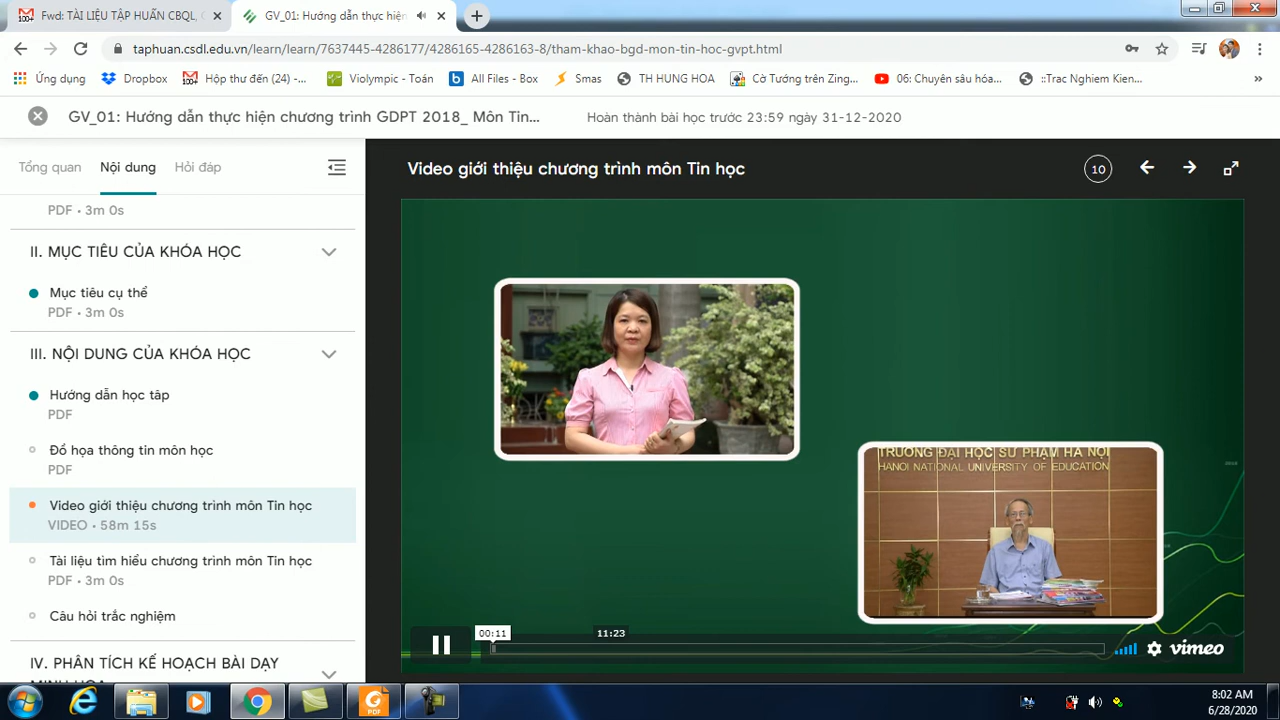 Fwd: TÀI LIỆU TẬP HUẤN CBQL, G
GV_01: Hướng dẫn thực hiện
taphuan.csdl.edu.vn/learn/learn/7637445-4286177/4286165-4286163-8/tham-khao-bgd-mon-tin-hoc-gvpt.html
Ứng dụng
Dropbox
Hộp thư đến (24) -...
Violympic - Toán
All Files - Box
Smas
TH HUNG HOA
Cờ Tướng trên Zing...
06: Chuyên sâu hóa...
::Trac Nghiem Kien...
»
GV_01: Hướng dẫn thực hiện chương trình GDPT 2018_ Môn Tin...
Hoàn thành bài học trước 23:59 ngày 31-12-2020
Tổng quan
Nội dung
Hỏi đáp
PDF • 3m 0s
II. MỤC TIÊU CỦA KHÓA HỌC
Mục tiêu cụ thể
PDF • 3m 0s
III. NỘI DUNG CỦA KHÓA HỌC
Hướng dẫn học tâp
PDF
Đồ họa thông tin môn học
PDF
Video giới thiệu chương trình môn Tin học
VIDEO • 58m 15s
Tài liệu tìm hiểu chương trình môn Tin học
PDF • 3m 0s
Câu hỏi trắc nghiệm
IV. PHÂN TÍCH KẾ HOẠCH BÀI DẠY
MINH HỌA
Video giới thiệu chương trình môn Tin học
10
TRƯỜNG ĐẠI HỌC SƯ PHẠM HÀ NỘI
HANOI NATIONAL UNIVERSITY OF EDUCATION
00:11
11:23
vimeo
PDF
8:02 AM
6/28/2020